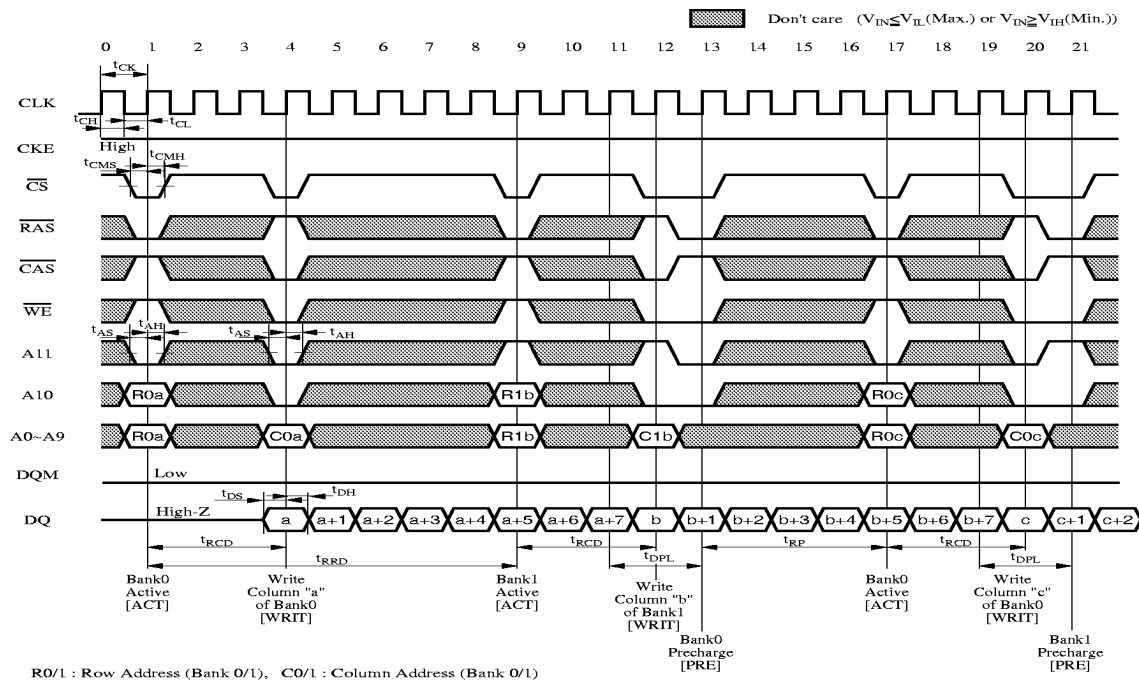 Don't care (VIN≦VIL(Max.) or VIN≧VIH(Min.))
0 1 2 3 4 5 6 7 8 9 10 11 12 13 14 15 16 17 18 19 20 21
tCK
CLK
tCH tCL
CKE High
tCMS tCMH
CS
RAS
CAS
WE
tAS tAH tAS tAH
A11
A10 R0a R1b R0c
A0~A9 R0a C0a R1b C1b R0c C0c
DQM Low
tDS tDH
DQ High-Z a a+1 a+2 a+3 a+4 a+5 a+6 a+7 b b+1 b+2 b+3 b+4 b+5 b+6 b+7 c c+1 c+2
tRCD tRCD tRP tRCD
tRRD tDPL tDPL
Bank0
Active
[ACT]
Write
Column "a"
of Bank0
[WRIT]
Bank1
Active
[ACT]
Write
Column "b"
of Bank1
[WRIT]
Bank0
Precharge
[PRE]
Bank0
Active
[ACT]
Write
Column "c"
of Bank0
[WRIT]
Bank1
Precharge
[PRE]
R0/1 : Row Address (Bank 0/1), C0/1 : Column Address (Bank 0/1)